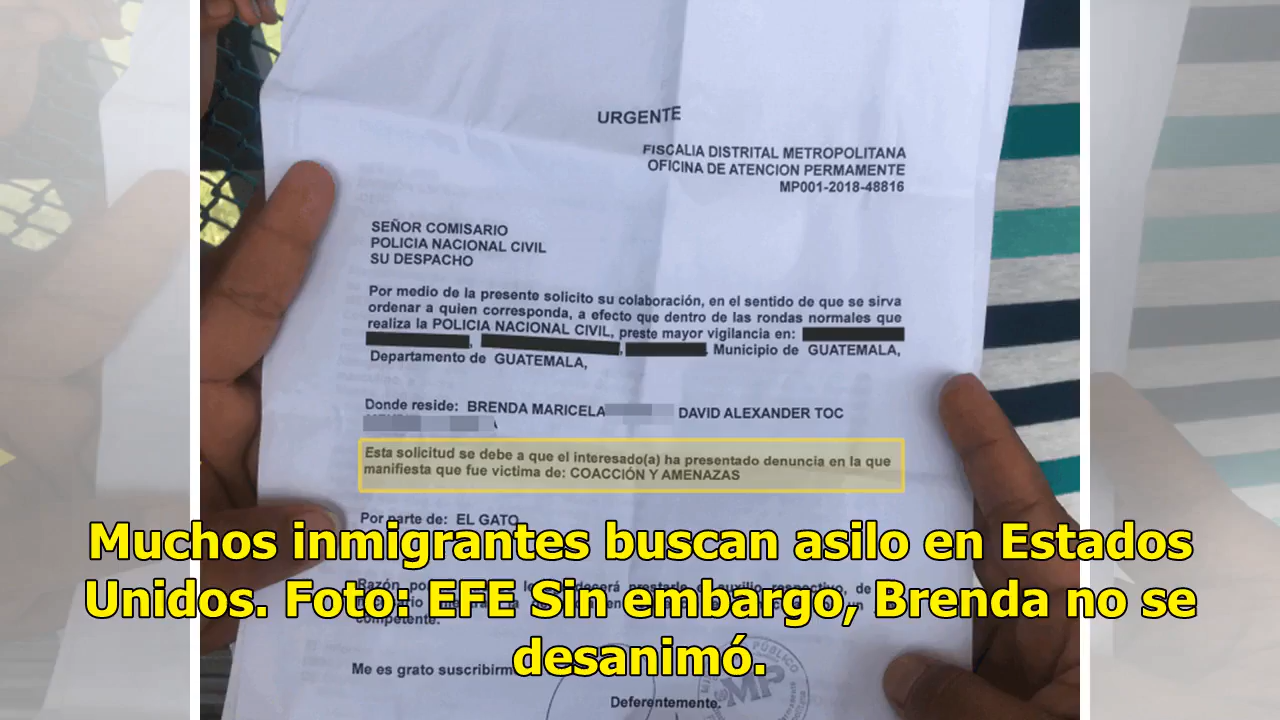 URGENTE
FISCALIA DISTRITAL METROPOLITANA
OFICINA DE ATENCION PERMAMENTE
MP001-2018-48816
SEÑOR COMISARIO
POLICIA NACIONAL CIVIL
SU DESPACHO
Por medio de la presente solicito su colaboración, en el sentido de que se sirva
ordenar a quien corresponda, a efecto que dentro de las rondas normales que
realiza la POLICIA NACIONAL CIVIL, preste mayor vigilancia en:
, , . Municipio de GUATEMALA,
Departamento de GUATEMALA,
Donde reside: BRENDA MARICELA DAVID ALEXANDER TOC
Esta solicitud se debe a que el interesado(a) ha presentado denuncia en la que
manifiesta que fue victima de: COACCIÓN Y AMENAZAS
Por parte de: EL GATO
Muchos inmigrantes buscan asilo en Estados
Unidos. Foto: EFE Sin embargo, Brenda no se
desanimó.
Razón
competente.
Me es grato
Deferentemente.
PÚBLICO
MP